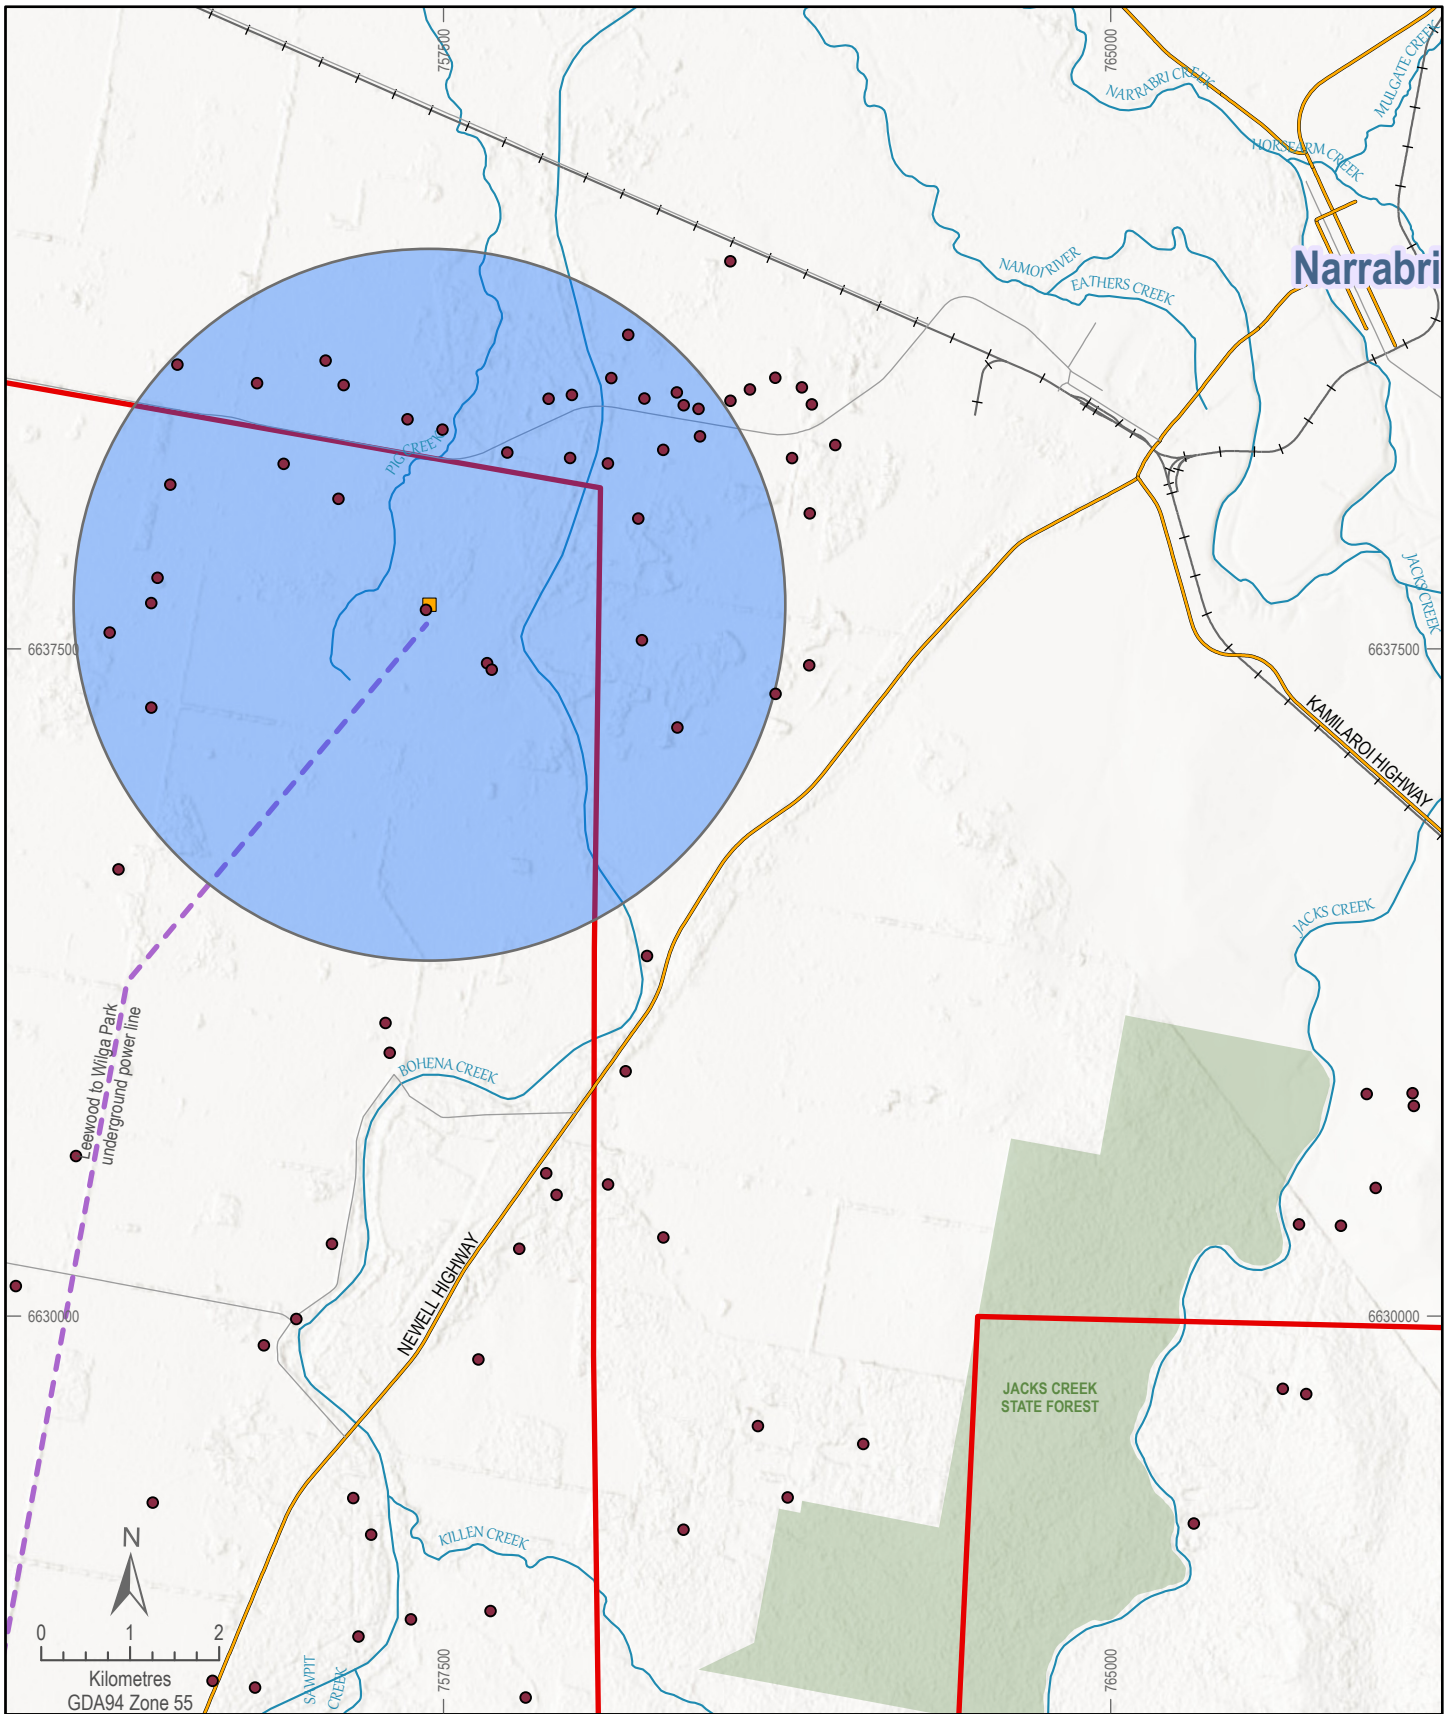 757500
765000
NARRABRI CREEK
MULGATE CREEK
HORSEARM CREEK
NAMOI RIVER
EATHERS CREEK
Narrabri
PIG CREEK
JACKS CREEK
6637500
6637500
KAMILAROI HIGHWAY
JACKS CREEK
Leewood to Wilga Park
underground power line
BOHENA CREEK
NEWELL HIGHWAY
6630000
6630000
JACKS CREEK
STATE FOREST
KILLEN CREEK
N
0 1 2
Kilometres
GDA94 Zone 55
SAWPIT
CREEK
757500
765000